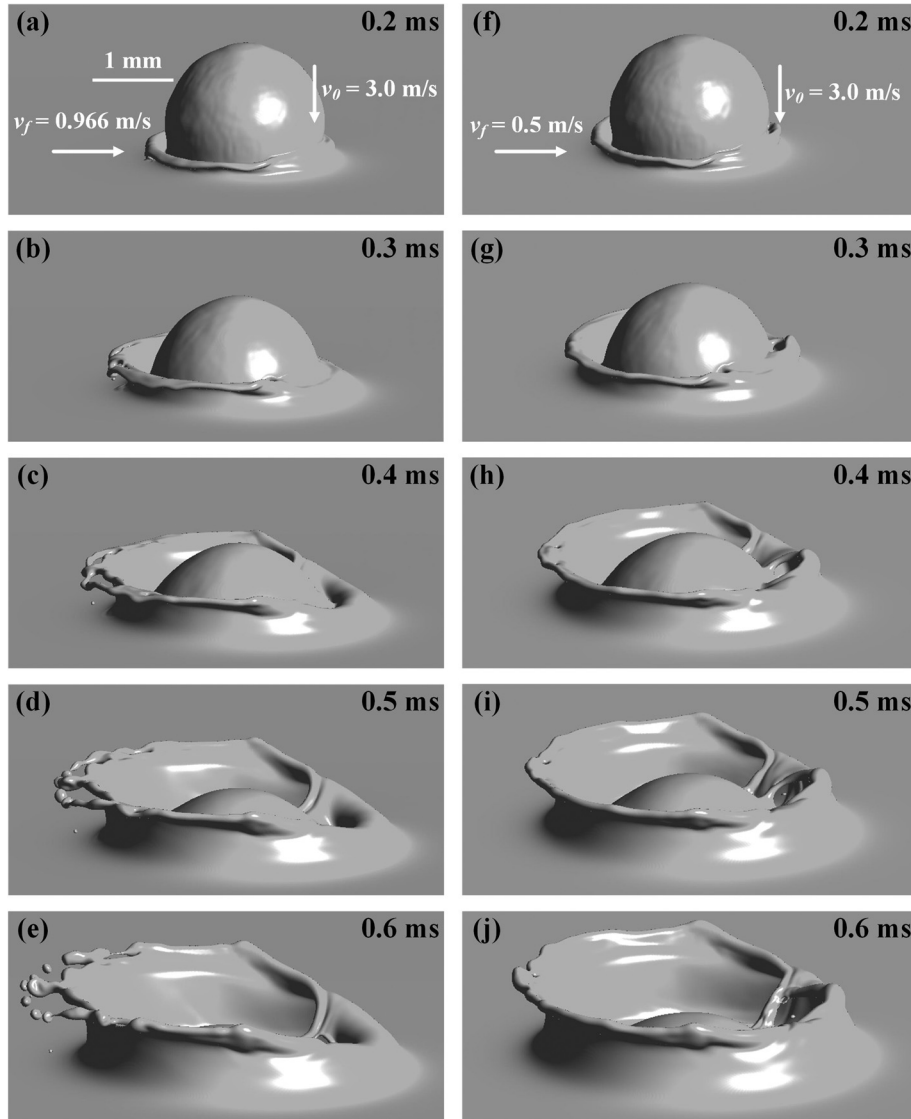 (a) 0.2 ms
1 mm
v0 = 3.0 m/s
vf = 0.966 m/s
(f) 0.2 ms
v0 = 3.0 m/s
vf = 0.5 m/s
(b) 0.3 ms
(g) 0.3 ms
(c) 0.4 ms
(h) 0.4 ms
(d) 0.5 ms
(i) 0.5 ms
(e) 0.6 ms
(j) 0.6 ms